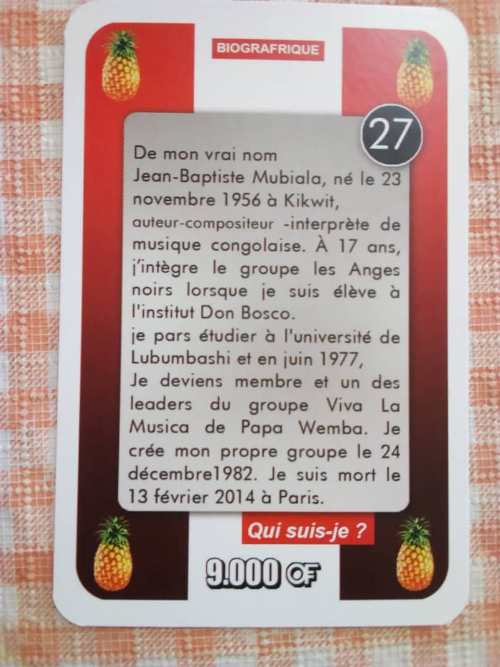 BIOGRAFRIQUE
27
De mon vrai nom
Jean-Baptiste Mubiala, né le 23
novembre 1956 à Kikwit,
auteur-compositeur -interprète de
musique congolaise. À 17 ans,
j'intègre le groupe les Anges
noirs lorsque je suis élève à
l'institut Don Bosco.
je pars étudier à l'université de
Lubumbashi et en juin 1977,
Je deviens membre et un des
leaders du groupe Viva La
Musica de Papa Wemba. Je
crée mon propre groupe le 24
décembre1982. Je suis mort le
13 février 2014 à Paris.
Qui suis-je ?
9.000 CF